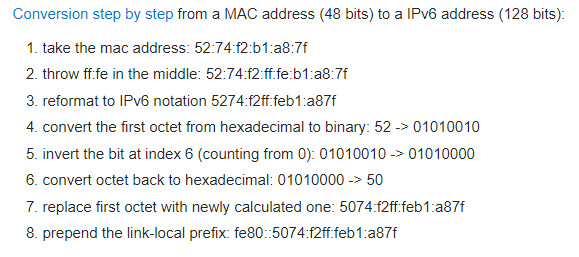 Conversion step by step from a MAC address (48 bits) to a IPv6 address (128 bits):
1. take the mac address: 52:74:f2:b1:a8:7f
2. throw ff:fe in the middle: 52:74:f2:ff:fe:b1:a8:7f
3. reformat to IPv6 notation 5274:f2ff:feb1:a87f
4. convert the first octet from hexadecimal to binary: 52 -> 01010010
5. invert the bit at index 6 (counting from 0): 01010010 -> 01010000
6. convert octet back to hexadecimal: 01010000 -> 50
7. replace first octet with newly calculated one: 5074:f2ff:feb1:a87f
8. prepend the link-local prefix: fe80::5074:f2ff:feb1:a87f